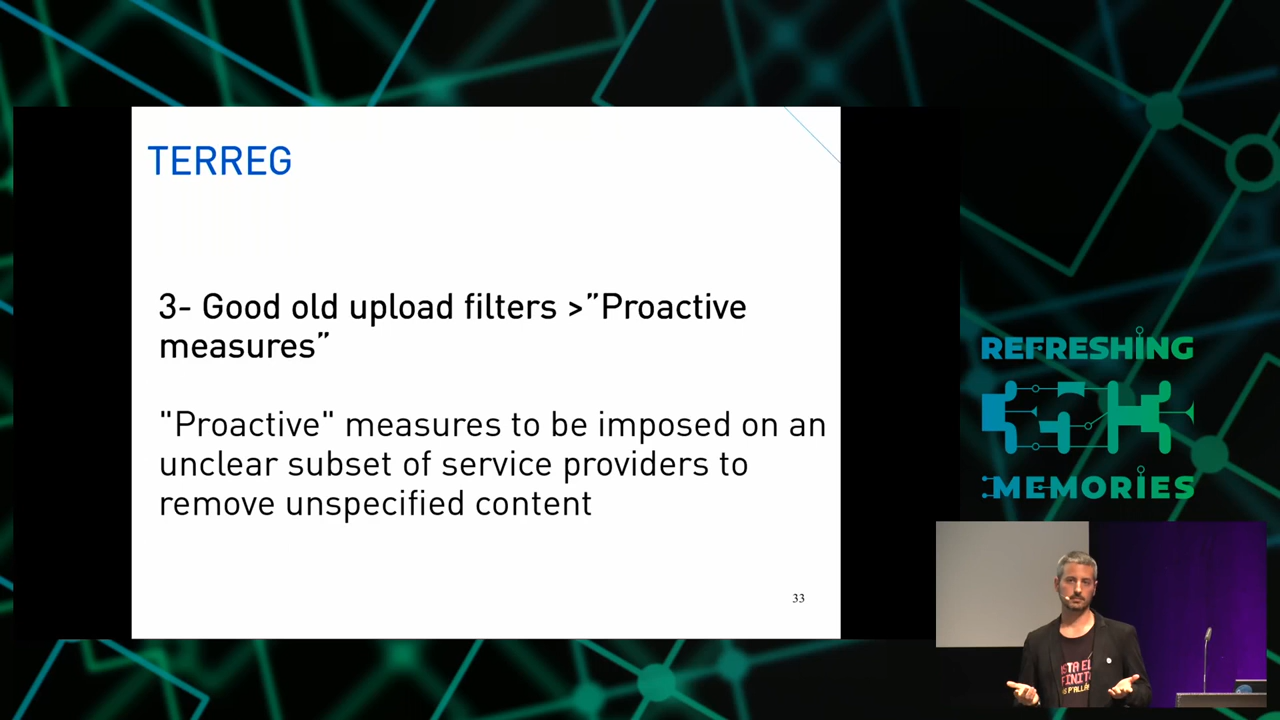 TERREG
3- Good old upload filters >”Proactive
measures”
"Proactive" measures to be imposed on an
unclear subset of service providers to
remove unspecified content
33
REFRESHING
MEMORIES